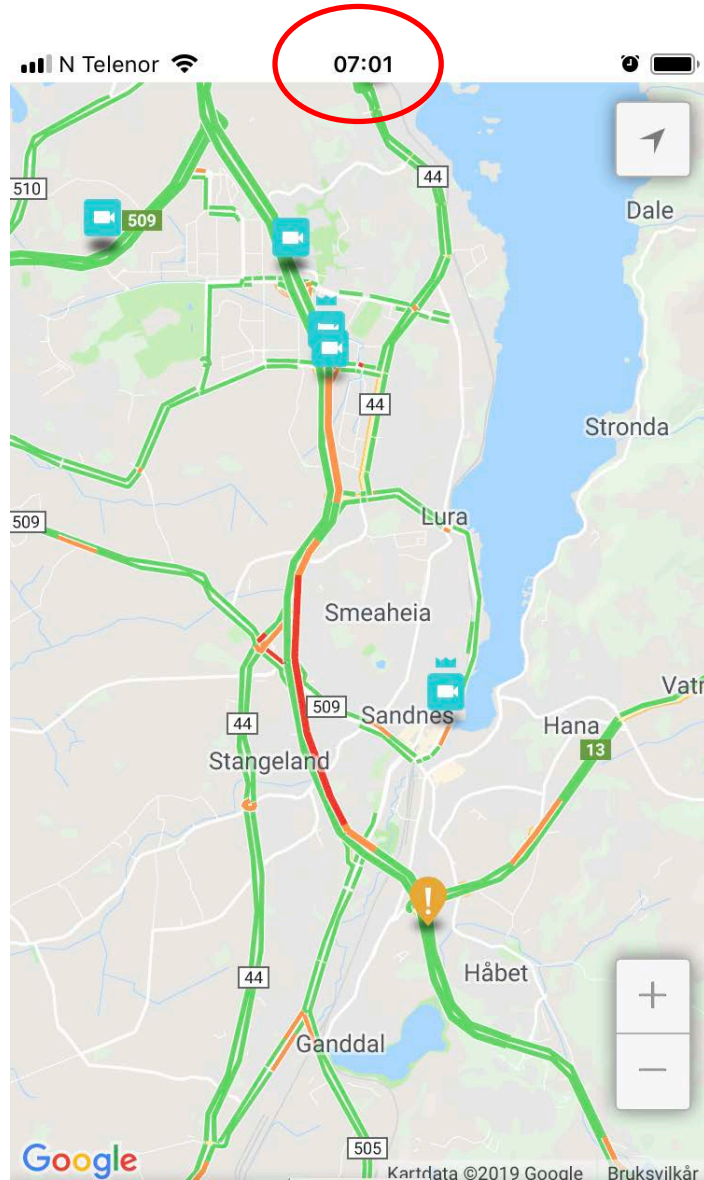 N Telenor
07:01
44
510
509
Dale
44
Stronda
509
Lura
Smeaheia
Vatn
509
Sandnes
44
Hana
13
Stangeland
!
44
Håbet
+
Ganddal
−
505
Google
Kartdata ©2019 Google
Bruksvilkår